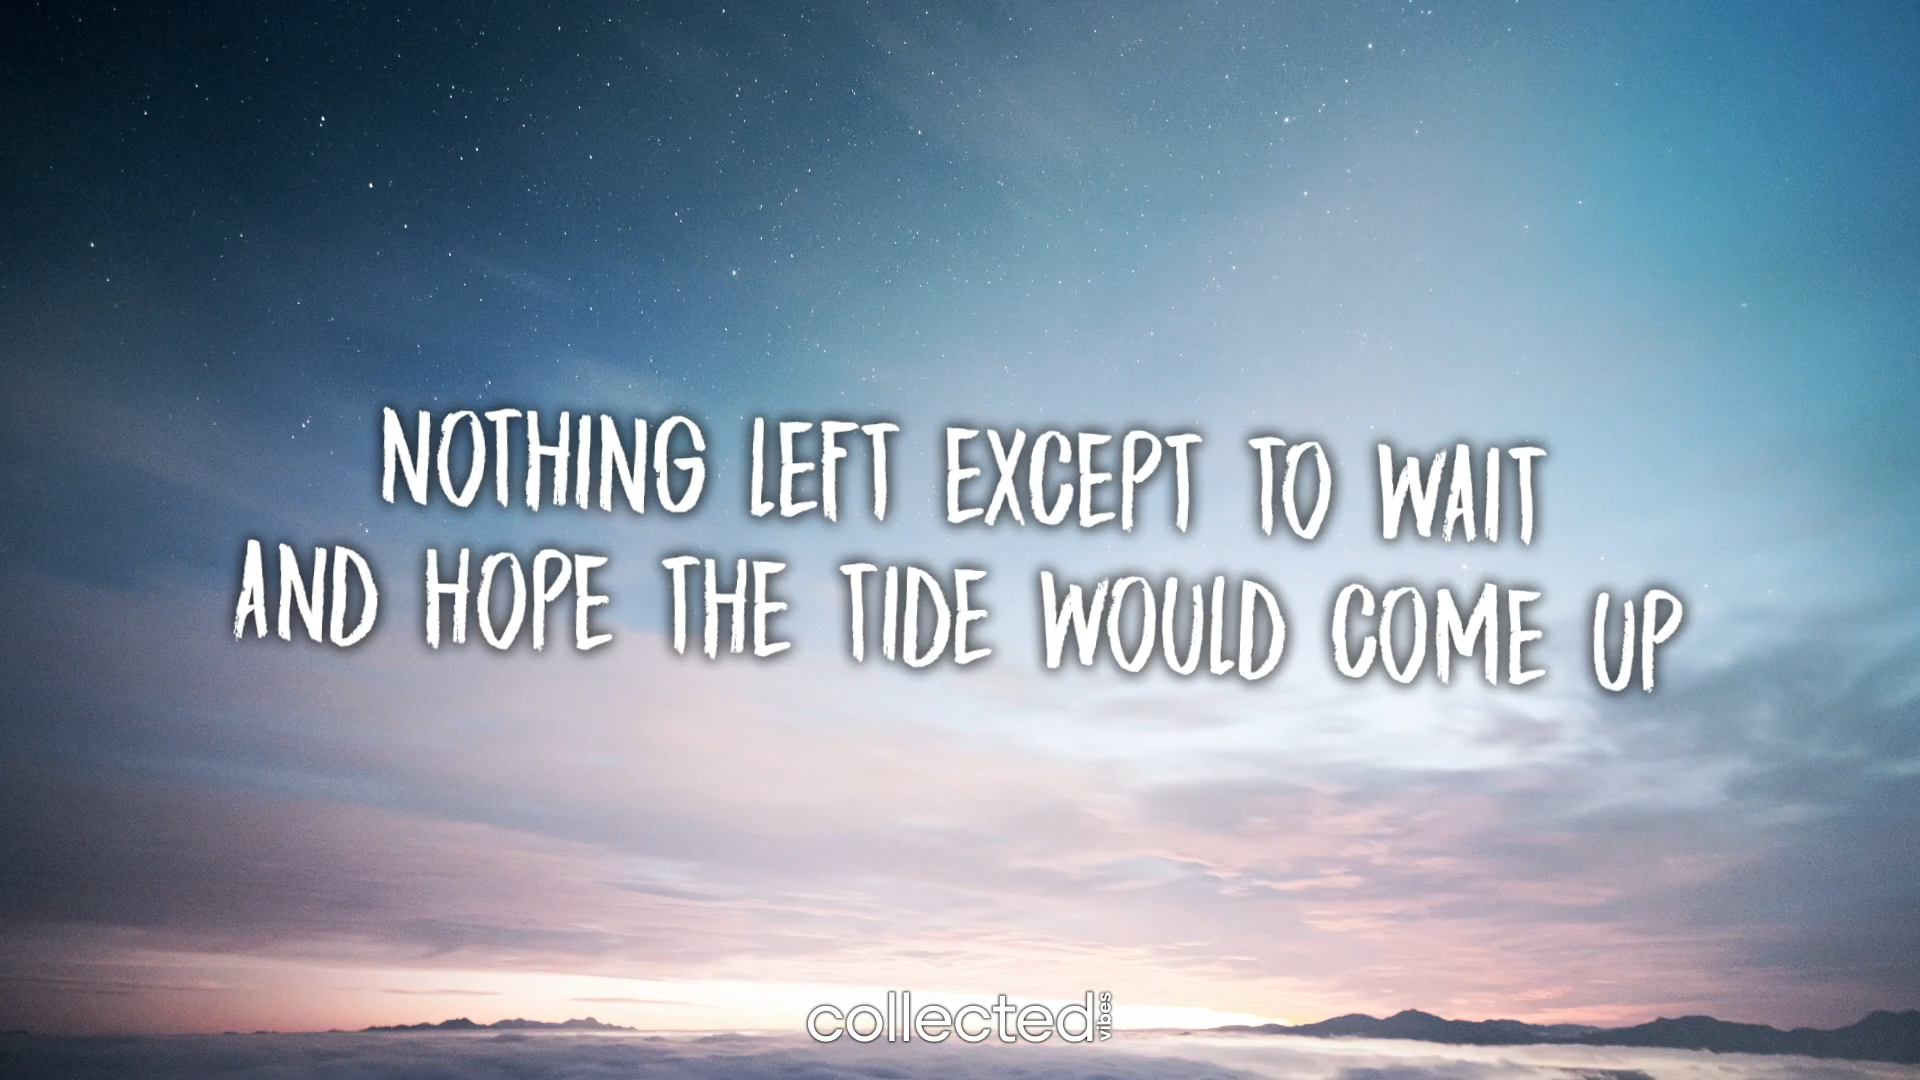 NOTHING LEFT EXCEPT TO WAIT
AND HOPE THE TIDE WOULD COME UP
collected vibes